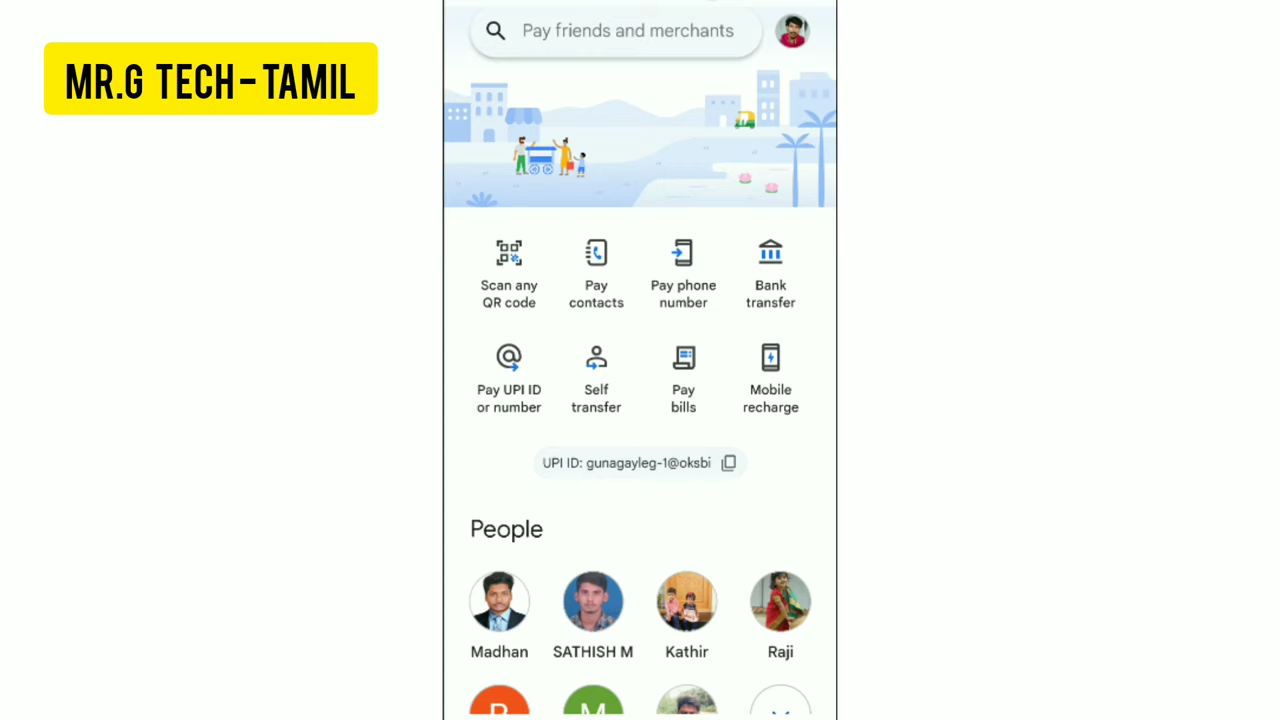 MR.G TECH - TAMIL
Pay friends and merchants
Scan any
QR code
Pay
contacts
Pay phone
number
Bank
transfer
Pay UPI ID
or number
Self
transfer
Pay
bills
Mobile
recharge
UPI ID: gunagayleg-1@oksbi
People
Madhan
SATHISH M
Kathir
Raji
M